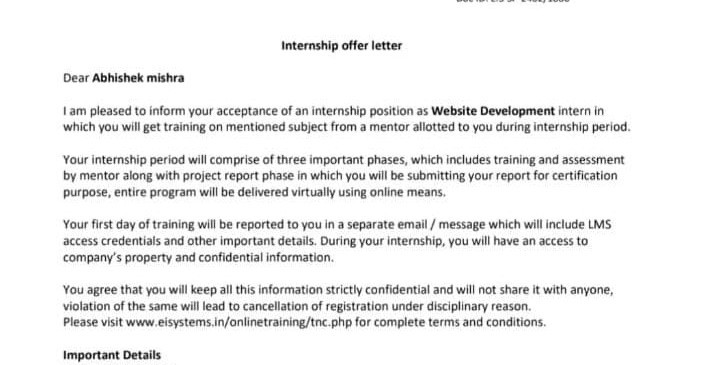 Internship offer letter
Dear Abhishek mishra
I am pleased to inform your acceptance of an internship position as Website Development intern in
which you will get training on mentioned subject from a mentor allotted to you during internship period.
Your internship period will comprise of three important phases, which includes training and assessment
by mentor along with project report phase in which you will be submitting your report for certification
purpose, entire program will be delivered virtually using online means.
Your first day of training will be reported to you in a separate email / message which will include LMS
access credentials and other important details. During your internship, you will have an access to
company's property and confidential information.
You agree that you will keep all this information strictly confidential and will not share it with anyone,
violation of the same will lead to cancellation of registration under disciplinary reason.
Please visit www.eisystems.in/onlinetraining/tnc.php for complete terms and conditions.
Important Details